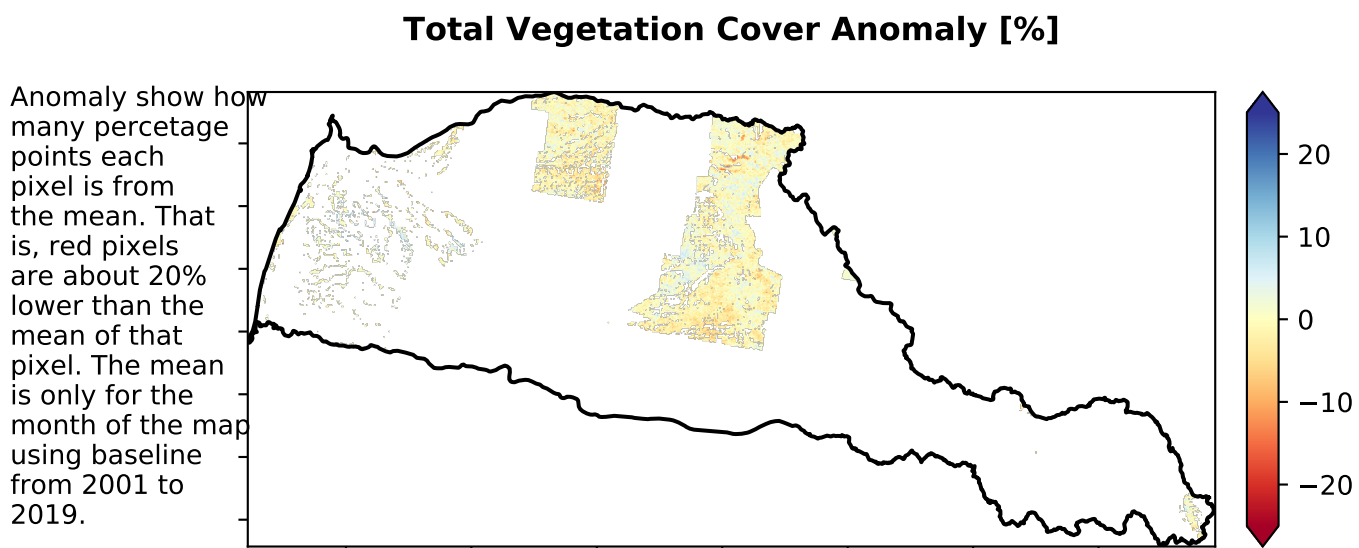 Total Vegetation Cover Anomaly [%]
Anomaly show how
many percetage
points each
pixel is from
the mean. That
is, red pixels
are about 20%
lower than the
mean of that
pixel. The mean
is only for the
month of the map
using baseline
from 2001 to
2019.
20
10
0
−10
−20